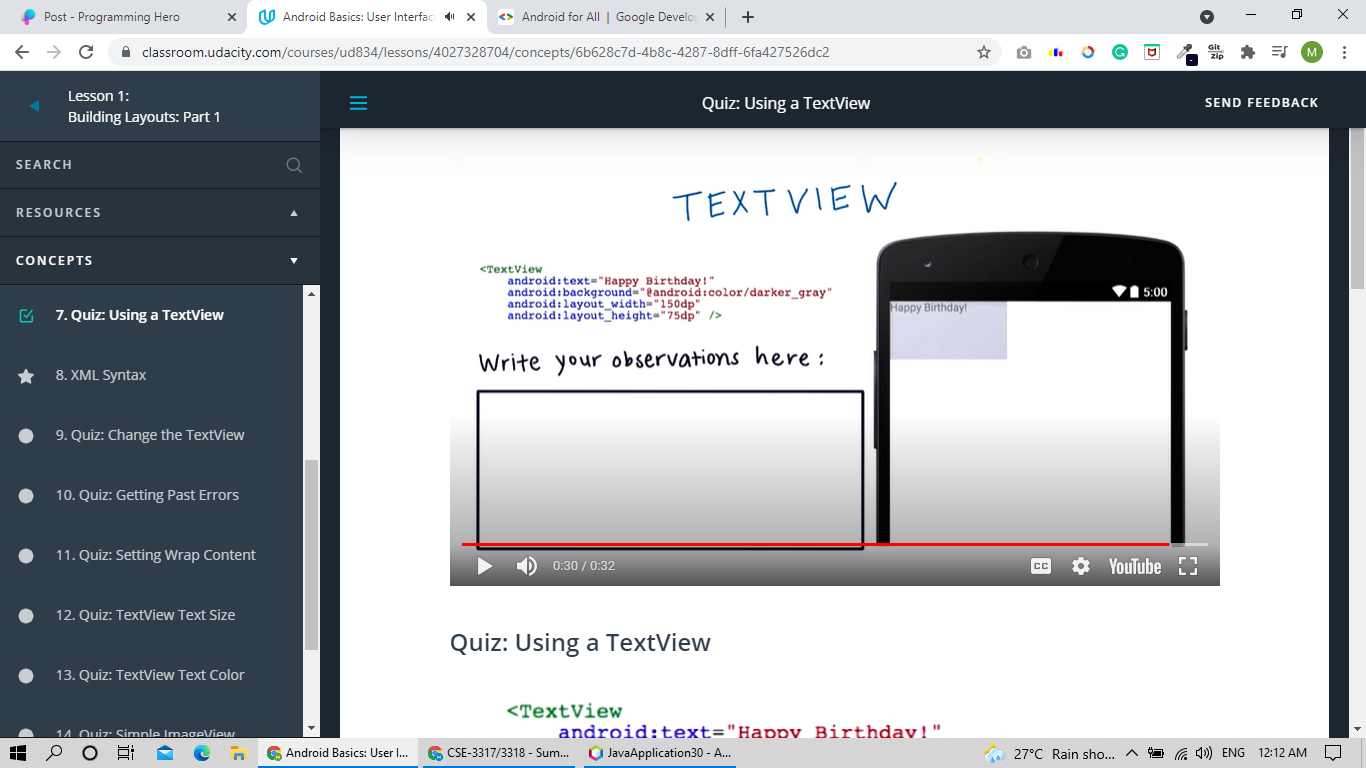 Post - Programming Hero
Android Basics: User Interfac
Android for All | Google Develo
classroom.udacity.com/courses/ud834/lessons/4027328704/concepts/6b628c7d-4b8c-4287-8dff-6fa427526dc2
Git
Zip
M
Lesson 1:
Building Layouts: Part 1
Quiz: Using a TextView
SEND FEEDBACK
SEARCH
RESOURCES
CONCEPTS
7. Quiz: Using a TextView
8. XML Syntax
9. Quiz: Change the TextView
10. Quiz: Getting Past Errors
11. Quiz: Setting Wrap Content
12. Quiz: TextView Text Size
13. Quiz: TextView Text Color
14. Quiz: Simple ImageView
TEXTVIEW
<TextView
android:text="Happy Birthday!"
android:background="@android:color/darker_gray"
android:layout_width="150dp"
android:layout_height="75dp" />
Write your observations here:
5:00
Happy Birthday!
0:30 / 0:32
CC
YouTube
Quiz: Using a TextView
<TextView
android:text="Happy Birthday!"
Android Basics: User I...
CSE-3317/3318 - Sum...
JavaApplication30 - A...
27°C Rain sho...
ENG
12:12 AM